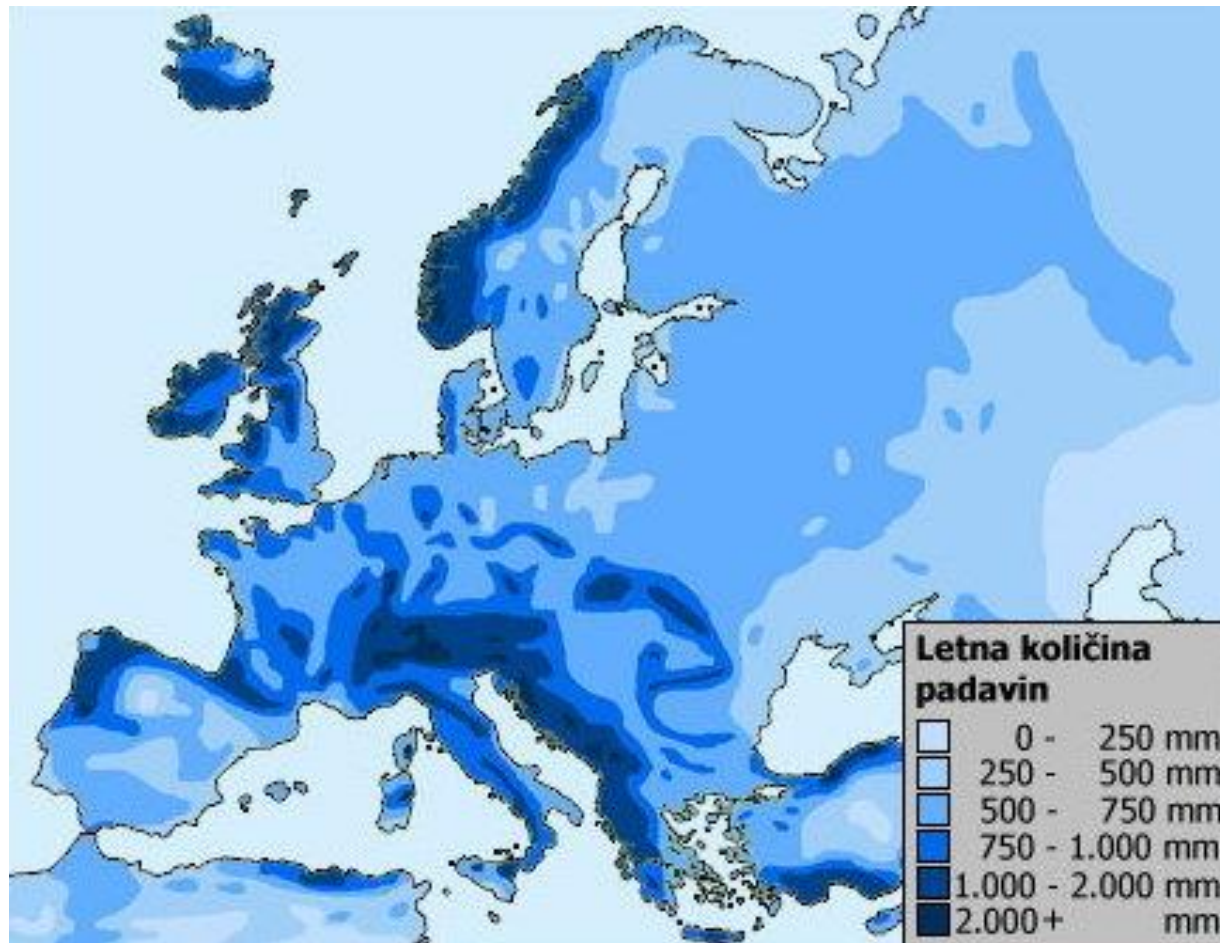 Letna količina
padavin
0 - 250 mm
250 - 500 mm
500 - 750 mm
750 - 1.000 mm
1.000 - 2.000 mm
2.000+ mm